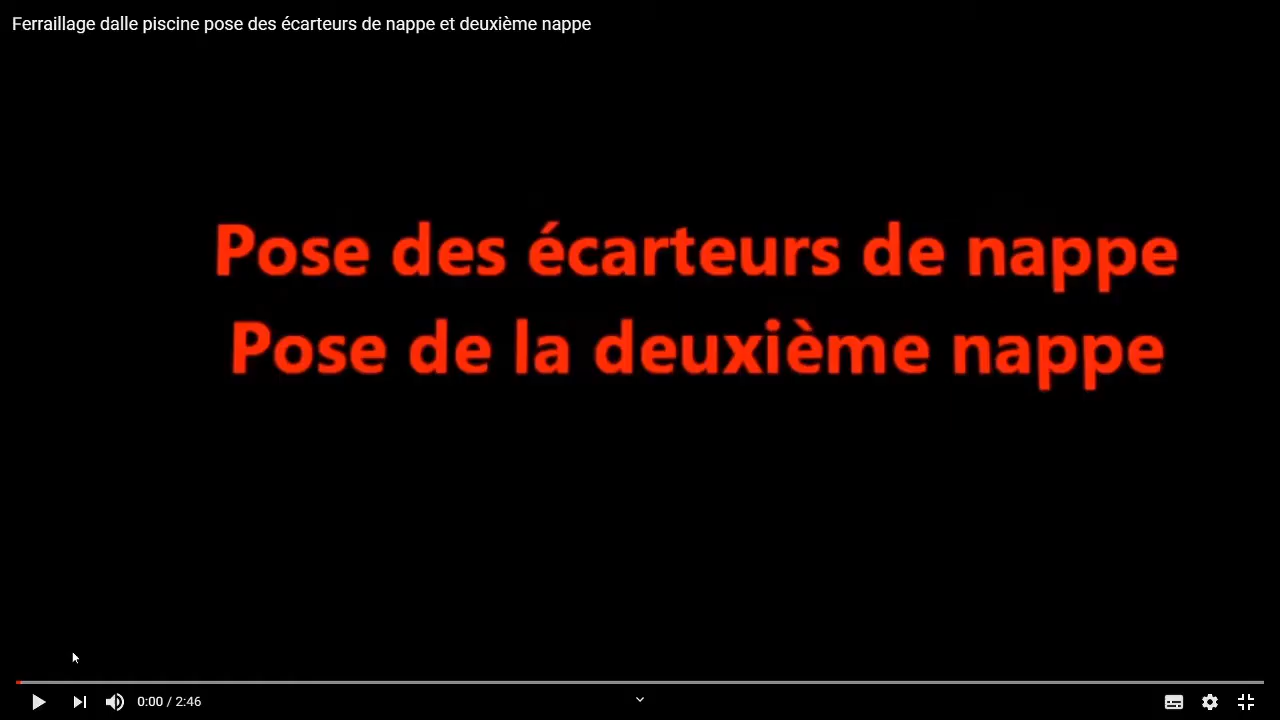 Ferraillage dalle piscine pose des écarteurs de nappe et deuxième nappe
Pose des écarteurs de nappe
Pose de la deuxième nappe
0:00 / 2:46